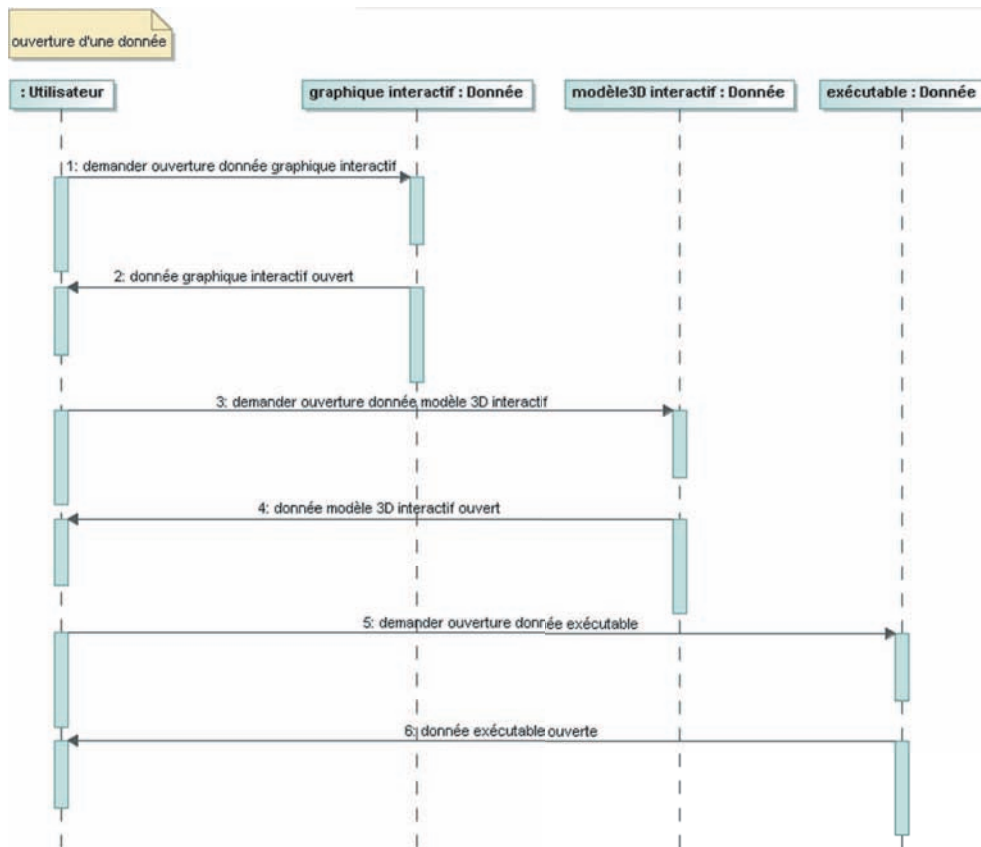 ouverture d'une donnée
: Utilisateur
graphique interactif : Donnée
modèle3D interactif : Donnée
exécutable : Donnée
1: demander ouverture donnée graphique interactif
2: donnée graphique interactif ouvert
3: demander ouverture donnée modèle 3D interactif
4: donnée modèle 3D interactif ouvert
5: demander ouverture donnée exécutable
6: donnée exécutable ouverte